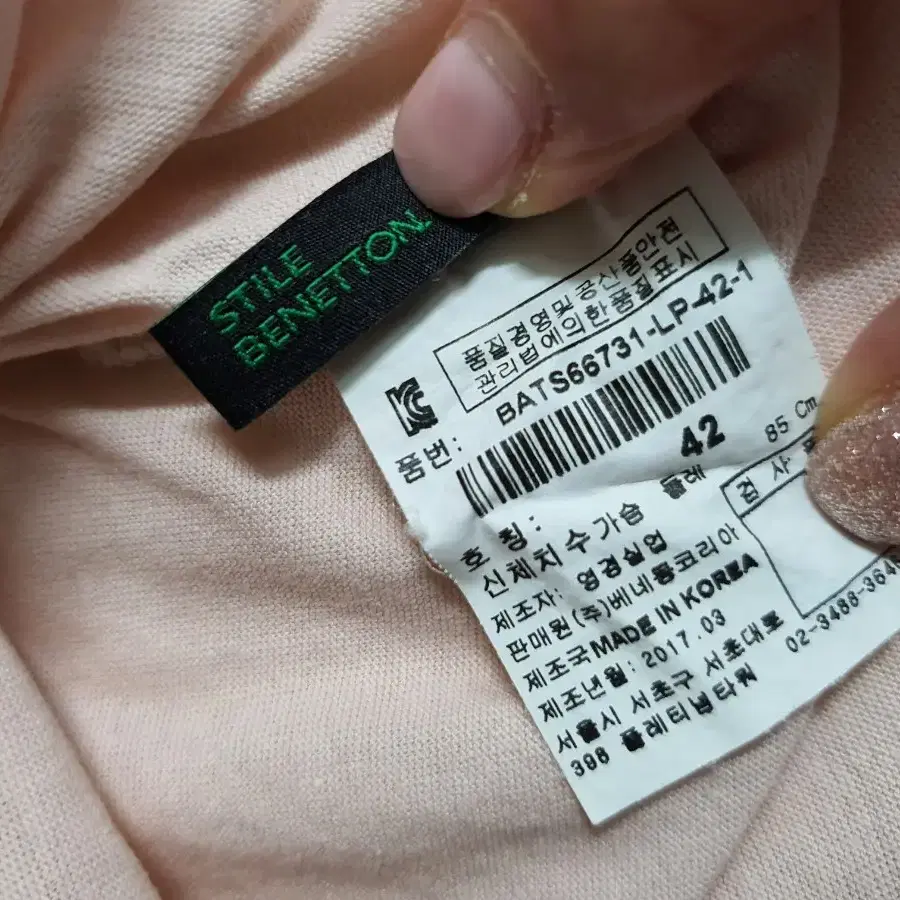 STILE
BENETTON.
품질경영및 공산품안전
관리법에의한 품질표시
품번: BATS66731-LP-42-1
호 칭: 42
신체치수가슴 둘레 85 Cm
제조자: 영경실업
판매원(주)베네통코리아
제조국MADE IN KOREA
제조년월: 2017.03
서울시 서초구 서초대로
398 플래티넘타워
02-3488-364
검 사